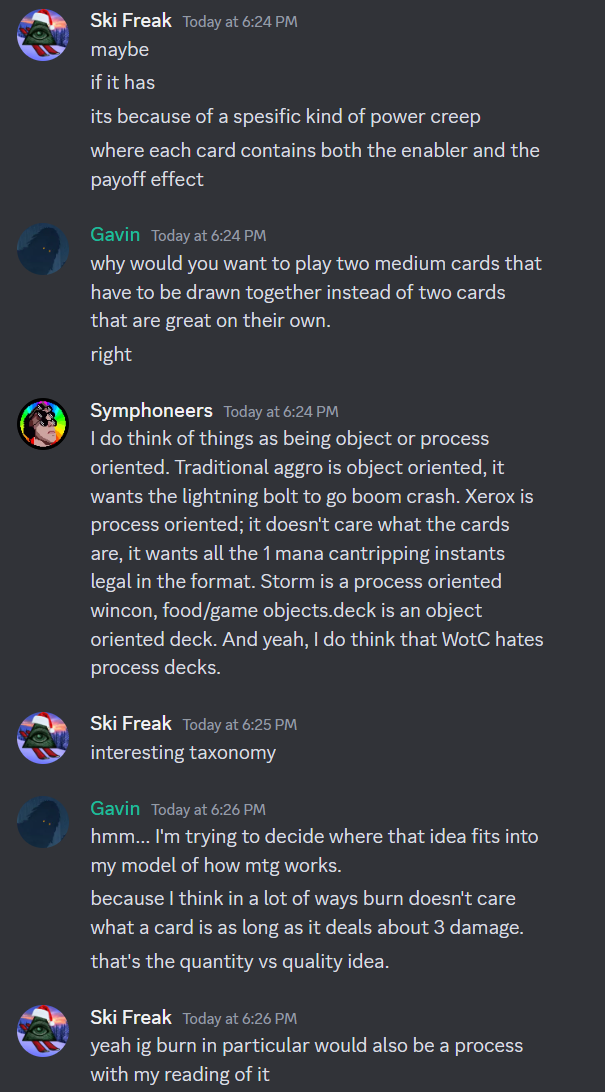 Ski Freak Today at 6:24 PM
maybe
if it has
its because of a spesific kind of power creep
where each card contains both the enabler and the
payoff effect
Gavin Today at 6:24 PM
why would you want to play two medium cards that
have to be drawn together instead of two cards
that are great on their own.
right
Symphoneers Today at 6:24 PM
I do think of things as being object or process
oriented. Traditional aggro is object oriented, it
wants the lightning bolt to go boom crash. Xerox is
process oriented; it doesn't care what the cards
are, it wants all the 1 mana cantripping instants
legal in the format. Storm is a process oriented
wincon, food/game objects.deck is an object
oriented deck. And yeah, I do think that WotC hates
process decks.
Ski Freak Today at 6:25 PM
interesting taxonomy
Gavin Today at 6:26 PM
hmm... I'm trying to decide where that idea fits into
my model of how mtg works.
because I think in a lot of ways burn doesn't care
what a card is as long as it deals about 3 damage.
that's the quantity vs quality idea.
Ski Freak Today at 6:26 PM
yeah ig burn in particular would also be a process
with my reading of it